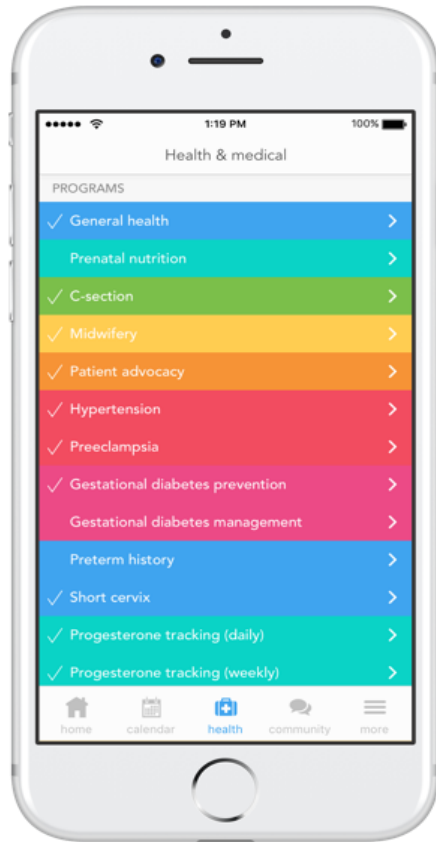 1:19 PM
100%
Health & medical
PROGRAMS
General health
Prenatal nutrition
C-section
Midwifery
Patient advocacy
Hypertension
Preeclampsia
Gestational diabetes prevention
Gestational diabetes management
Preterm history
Short cervix
Progesterone tracking (daily)
Progesterone tracking (weekly)
home calendar health community more